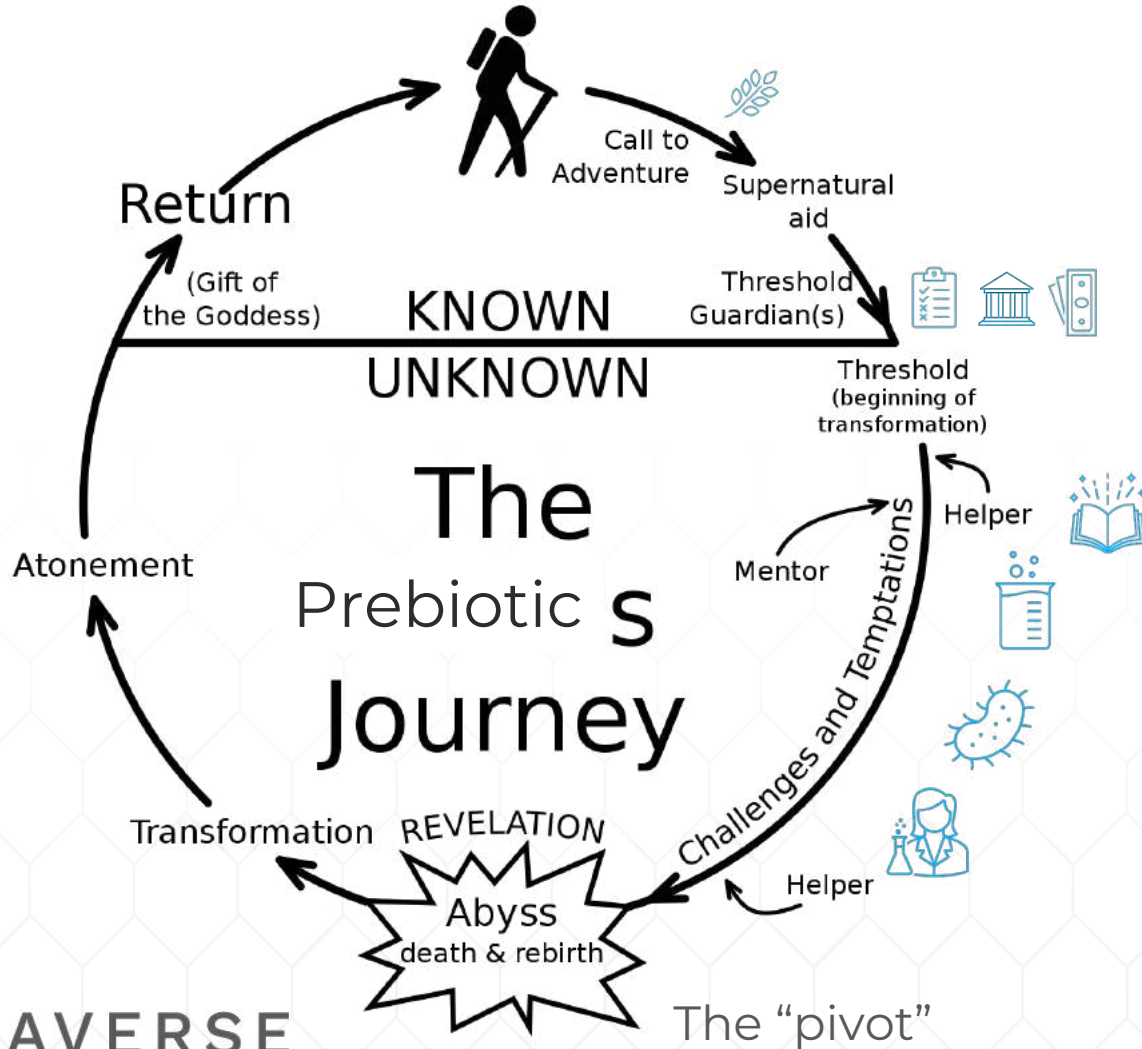 Call to
Adventure
Supernatural
aid
Return
(Gift of
the Goddess)
KNOWN
Threshold
Guardian(s)
UNKNOWN
Threshold
(beginning of
transformation)
The
Prebiotic s
Journey
Helper
Mentor
Challenges and Temptations
Atonement
Transformation
REVELATION
Helper
Abyss
death & rebirth
The “pivot”
AVERSE